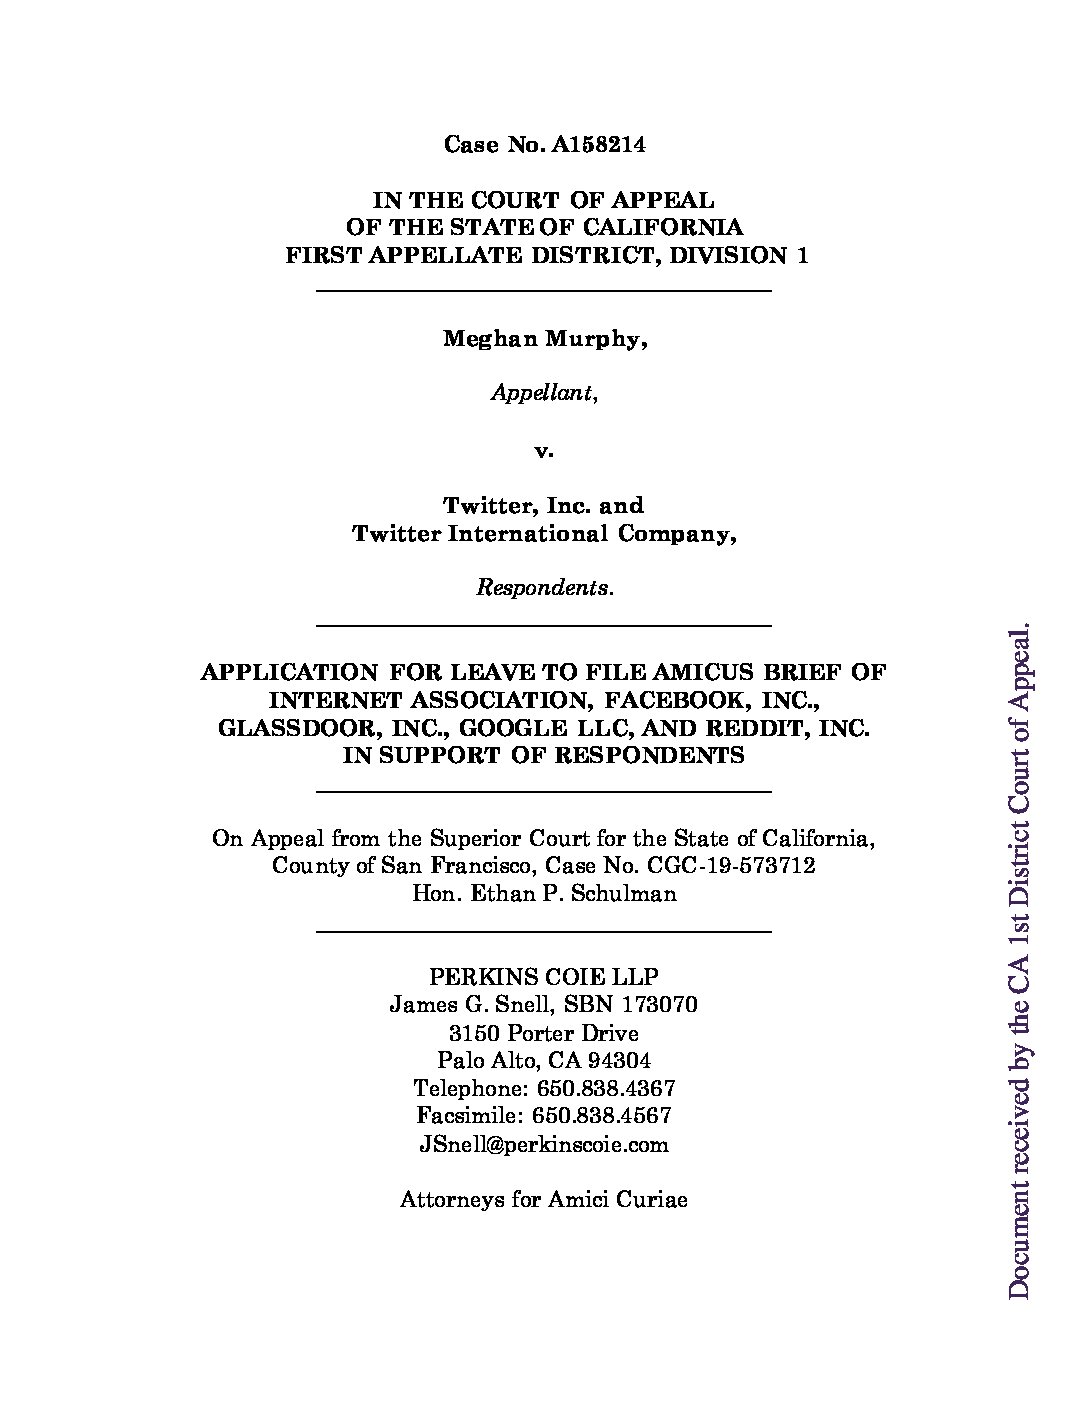 Case No. A158214
IN THE COURT OF APPEAL
OF THE STATE OF CALIFORNIA
FIRST APPELLATE DISTRICT, DIVISION 1
Meghan Murphy,
Appellant,
v.
Twitter, Inc. and
Twitter International Company,
Respondents.
APPLICATION FOR LEAVE TO FILE AMICUS BRIEF OF
INTERNET ASSOCIATION, FACEBOOK, INC.,
GLASSDOOR, INC., GOOGLE LLC, AND REDDIT, INC.
IN SUPPORT OF RESPONDENTS
On Appeal from the Superior Court for the State of California,
County of San Francisco, Case No. CGC-19-573712
Hon. Ethan P. Schulman
PERKINS COIE LLP
James G. Snell, SBN 173070
3150 Porter Drive
Palo Alto, CA 94304
Telephone: 650.838.4367
Facsimile: 650.838.4567
JSnell@perkinscoie.com
Attorneys for Amici Curiae
Document received by the CA 1st District Court of Appeal.